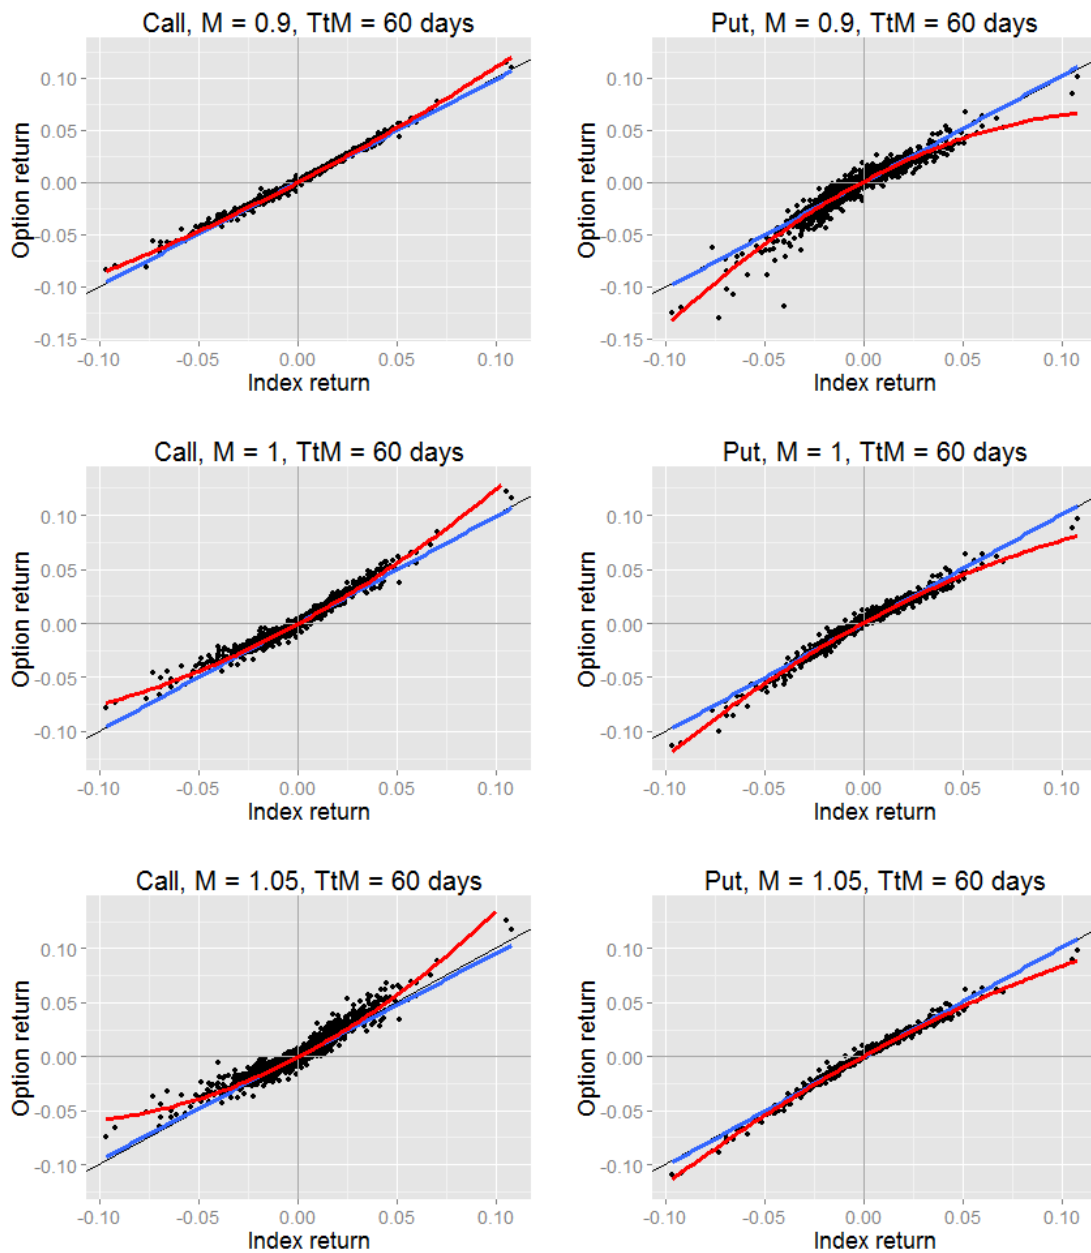 Call, M = 0.9, TtM = 60 days
Option return
0.10
0.05
0.00
-0.05
-0.10
-0.15
-0.10 -0.05 0.00 0.05 0.10
Index return
Put, M = 0.9, TtM = 60 days
Option return
0.10
0.05
0.00
-0.05
-0.10
-0.15
-0.10 -0.05 0.00 0.05 0.10
Index return
Call, M = 1, TtM = 60 days
Option return
0.10
0.05
0.00
-0.05
-0.10
-0.10 -0.05 0.00 0.05 0.10
Index return
Put, M = 1, TtM = 60 days
Option return
0.10
0.05
0.00
-0.05
-0.10
-0.10 -0.05 0.00 0.05 0.10
Index return
Call, M = 1.05, TtM = 60 days
Option return
0.10
0.05
0.00
-0.05
-0.10
-0.10 -0.05 0.00 0.05 0.10
Index return
Put, M = 1.05, TtM = 60 days
Option return
0.10
0.05
0.00
-0.05
-0.10
-0.10 -0.05 0.00 0.05 0.10
Index return